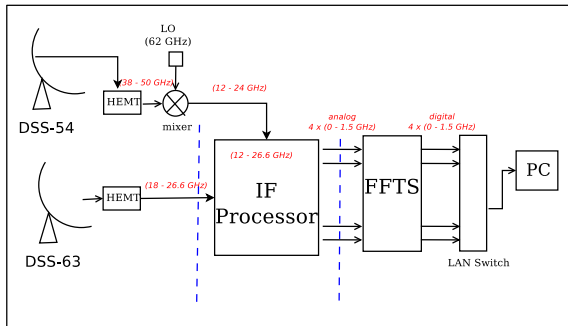 LO
(62 GHz)
(38 - 50 GHz)
(12 - 24 GHz)
HEMT
mixer
DSS-54
analog
4 x (0 - 1.5 GHz)
digital
4 x (0 - 1.5 GHz)
(12 - 26.6 GHz)
IF
Processor
FFTS
PC
(18 - 26.6 GHz)
HEMT
DSS-63
LAN Switch